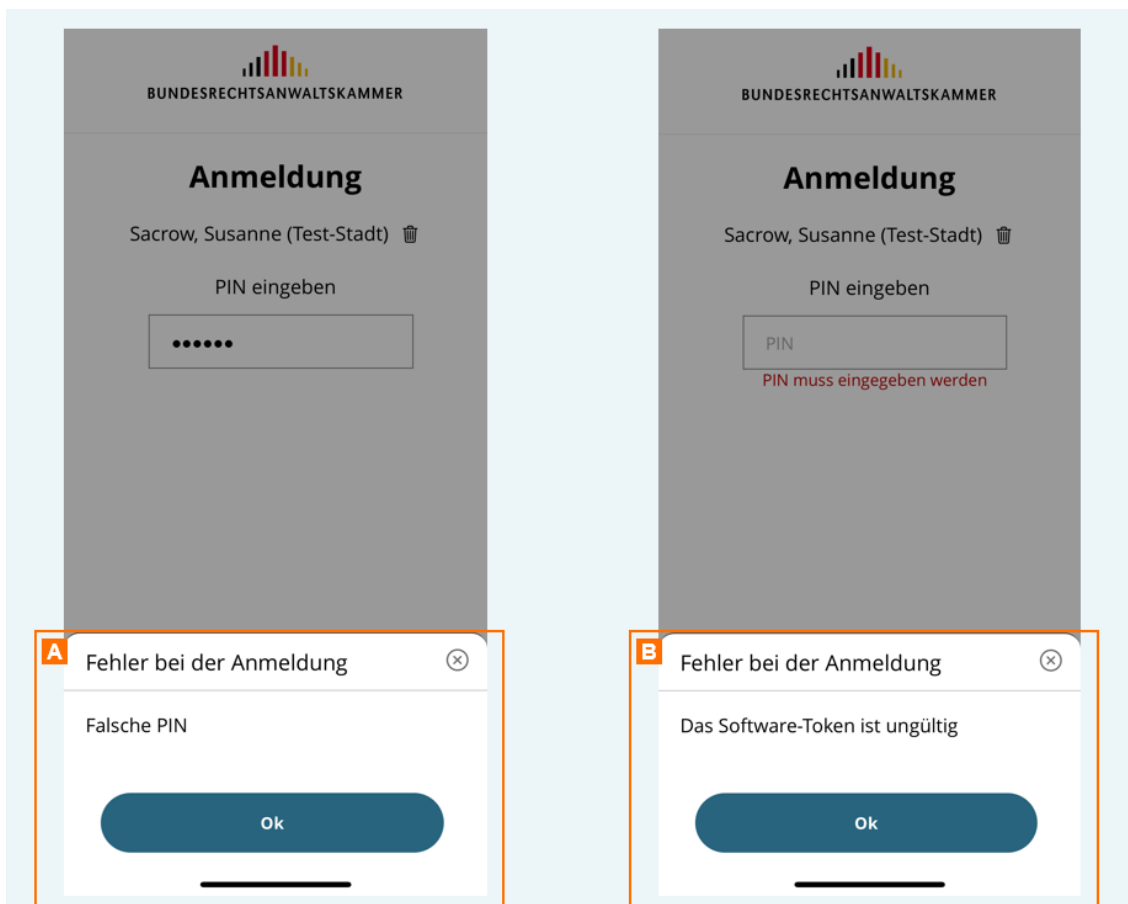 BUNDESRECHTSANWALTSKAMMER
Anmeldung
Sacrow, Susanne (Test-Stadt)
PIN eingeben
••••••
A
Fehler bei der Anmeldung
Falsche PIN
Ok
BUNDESRECHTSANWALTSKAMMER
Anmeldung
Sacrow, Susanne (Test-Stadt)
PIN eingeben
PIN
PIN muss eingegeben werden
B
Fehler bei der Anmeldung
Das Software-Token ist ungültig
Ok